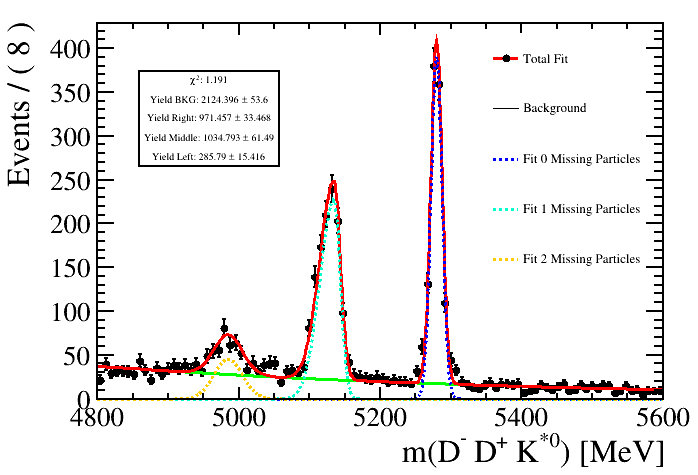 Events / ( 8 )
400
350
300
250
200
150
100
50
0
χ²: 1.191
Yield BKG: 2124.396 ± 53.6
Yield Right: 971.457 ± 33.468
Yield Middle: 1034.793 ± 61.49
Yield Left: 285.79 ± 15.416
Total Fit
Background
Fit 0 Missing Particles
Fit 1 Missing Particles
Fit 2 Missing Particles
4800 5000 5200 5400 5600
m(D⁻ D⁺ K*⁰) [MeV]